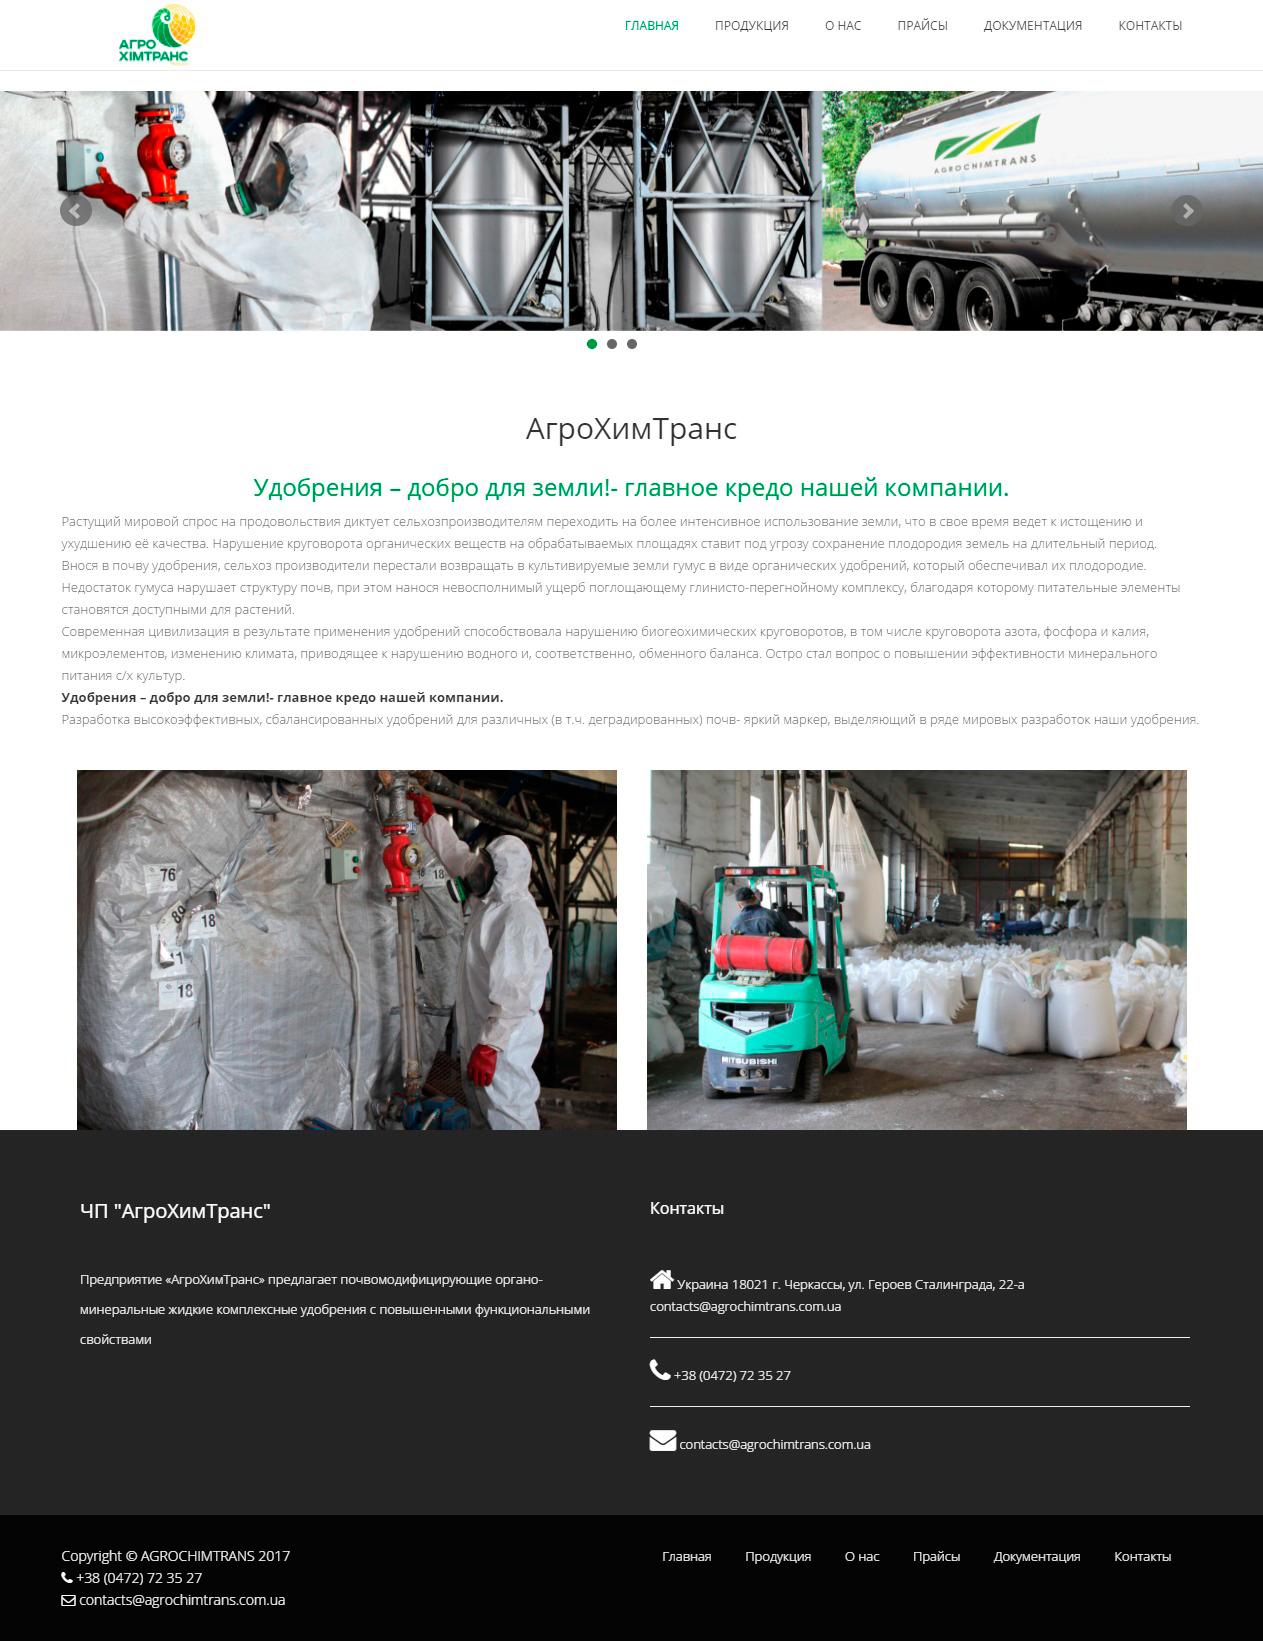 АГРО
ХІМТРАНС
ГЛАВНАЯ
ПРОДУКЦИЯ
О НАС
ПРАЙСЫ
ДОКУМЕНТАЦИЯ
КОНТАКТЫ
AGROCHIMTRANS
АгроХимТранс
Удобрения – добро для земли!- главное кредо нашей компании.
Растущий мировой спрос на продовольствия диктует сельхозпроизводителям переходить на более интенсивное использование земли, что в свое время ведет к истощению и
ухудшению её качества. Нарушение круговорота органических веществ на обрабатываемых площадях ставит под угрозу сохранение плодородия земель на длительный период.
Внося в почву удобрения, сельхоз производители перестали возвращать в культивируемые земли гумус в виде органических удобрений, который обеспечивал их плодородие.
Недостаток гумуса нарушает структуру почв, при этом нанося невосполнимый ущерб поглощающему глинисто-перегнойному комплексу, благодаря которому питательные элементы
становятся доступными для растений.
Современная цивилизация в результате применения удобрений способствовала нарушению биогеохимических круговоротов, в том числе круговорота азота, фосфора и калия,
микроэлементов, изменению климата, приводящее к нарушению водного и, соответственно, обменного баланса. Остро стал вопрос о повышении эффективности минерального
питания с/х культур.
Удобрения – добро для земли!- главное кредо нашей компании.
Разработка высокоэффективных, сбалансированных удобрений для различных (в т.ч. деградированных) почв- яркий маркер, выделяющий в ряде мировых разработок наши удобрения.
76
89
18
11
18
18
18
MITSUBISHI
ЧП "АгроХимТранс"
Предприятие «АгроХимТранс» предлагает почвомодифицирующие органо-
минеральные жидкие комплексные удобрения с повышенными функциональными
свойствами
Контакты
Украина 18021 г. Черкассы, ул. Героев Сталинграда, 22-а
contacts@agrochimtrans.com.ua
+38 (0472) 72 35 27
contacts@agrochimtrans.com.ua
Copyright © AGROCHIMTRANS 2017
+38 (0472) 72 35 27
contacts@agrochimtrans.com.ua
Главная
Продукция
О нас
Прайсы
Документация
Контакты